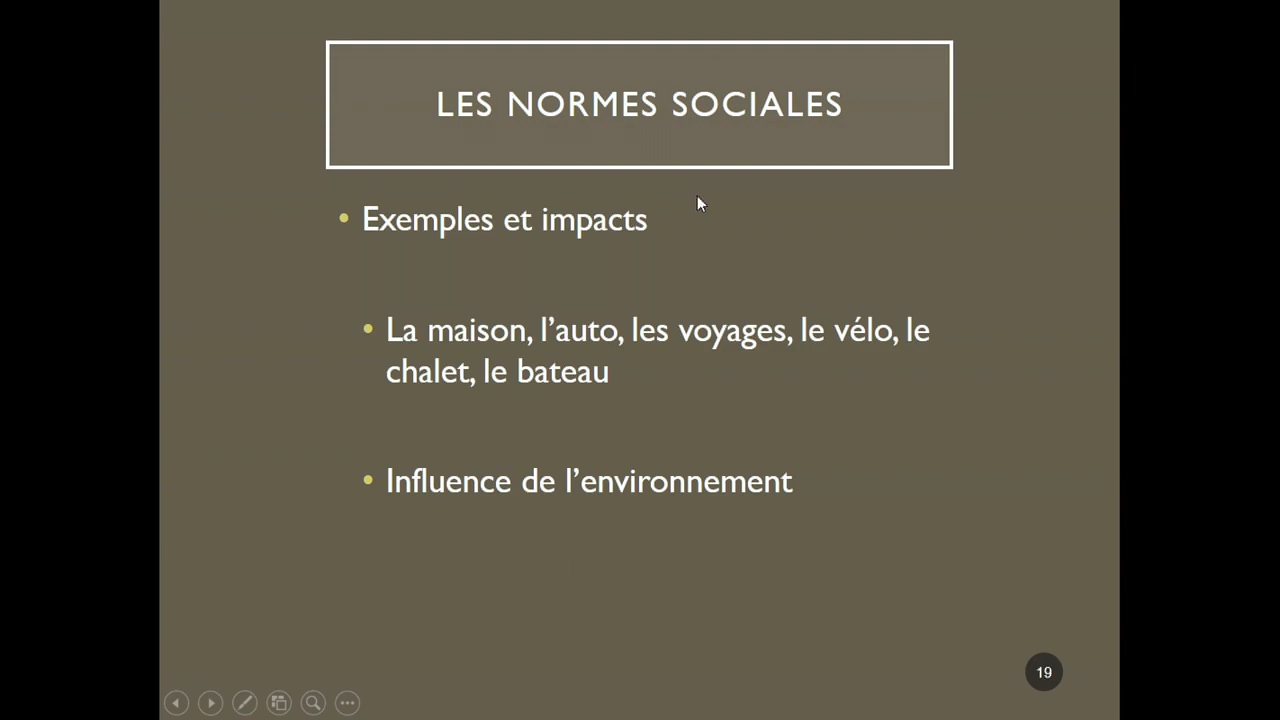 LES NORMES SOCIALES
• Exemples et impacts
• La maison, l’auto, les voyages, le vélo, le
chalet, le bateau
• Influence de l’environnement
19